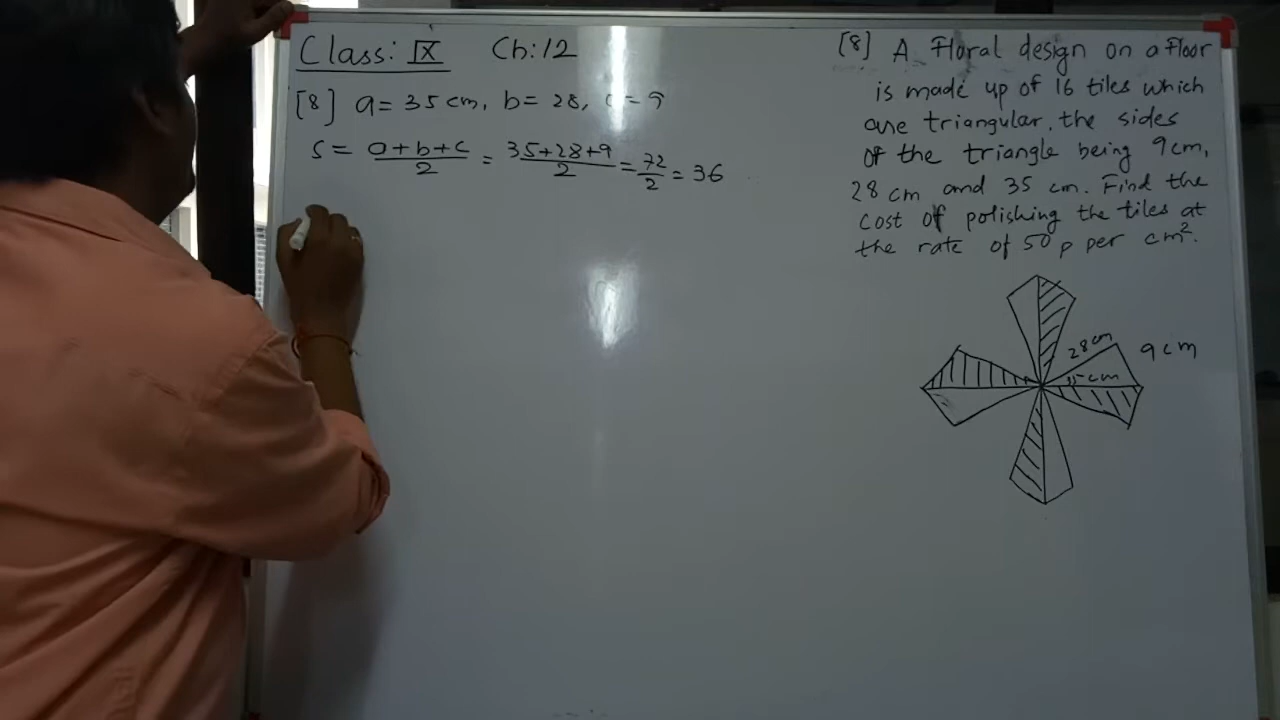 Class: IX Ch:12
[8] a = 35 cm, b = 28, c = 9
S = a+b+c/2 = 35+28+9/2 = 72/2 = 36
[8] A Floral design on a Floor
is made up of 16 tiles which
are triangular, the sides
of the triangle being 9cm,
28 cm and 35 cm. Find the
cost of polishing the tiles at
the rate of 50 p per cm².
28cm
9cm
35cm